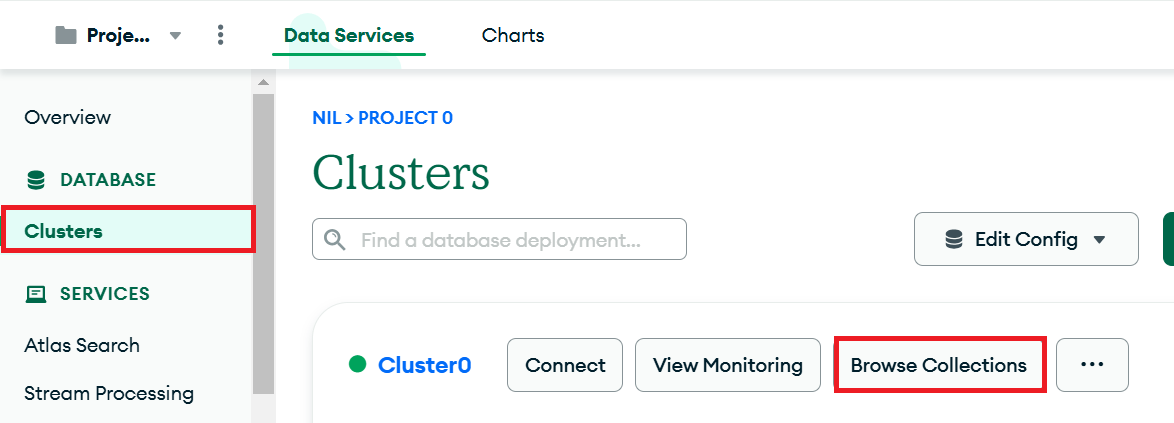 Proje...
Data Services
Charts
Overview
DATABASE
Clusters
SERVICES
Atlas Search
Stream Processing
NIL > PROJECT 0
Clusters
Find a database deployment...
Edit Config
Cluster0
Connect
View Monitoring
Browse Collections
...